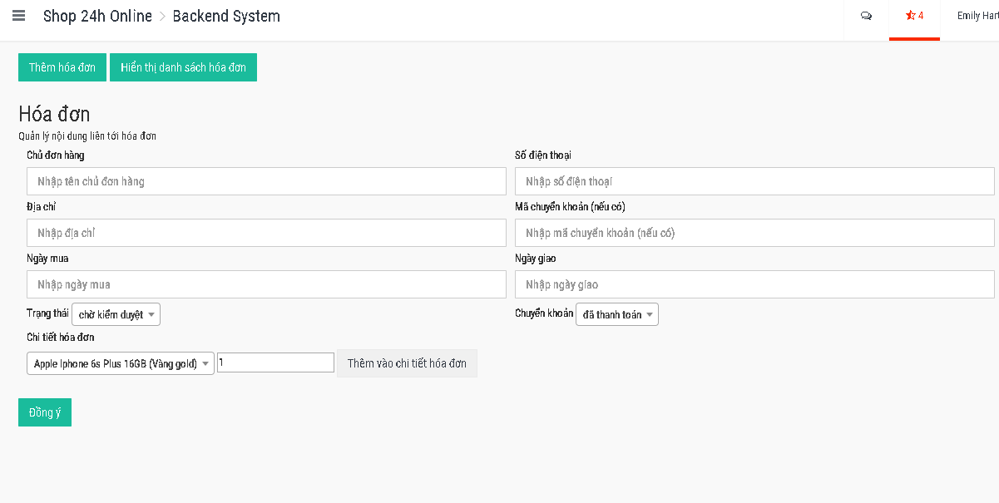 Shop 24h Online > Backend System
4
Emily Hart
Thêm hóa đơn
Hiển thị danh sách hóa đơn
Hóa đơn
Quản lý nội dung liên tới hóa đơn
Chủ đơn hàng
Số điện thoại
Nhập tên chủ đơn hàng
Nhập số điện thoại
Địa chỉ
Mã chuyển khoản (nếu có)
Nhập địa chỉ
Nhập mã chuyển khoản (nếu có)
Ngày mua
Ngày giao
Nhập ngày mua
Nhập ngày giao
Trạng thái chờ kiểm duyệt
Chuyển khoản đã thanh toán
Chi tiết hóa đơn
Apple Iphone 6s Plus 16GB (Vàng gold) 1 Thêm vào chi tiết hóa đơn
Đồng ý